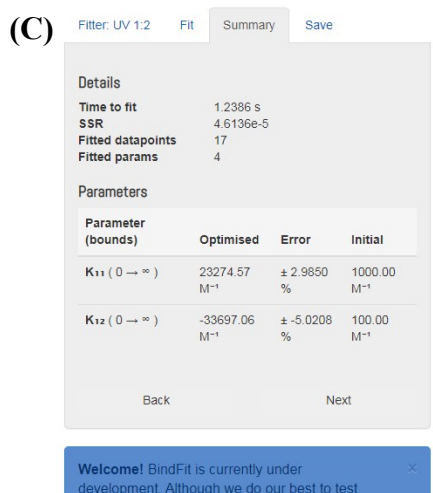 (C)
Fitter: UV 1:2 Fit Summary Save
Details
Time to fit 1.2386 s
SSR 4.6136e-5
Fitted datapoints 17
Fitted params 4
Parameters
Parameter
(bounds) Optimised Error Initial
K₁₁ ( 0 → ∞ ) 23274.57 ± 2.9850 1000.00
M⁻¹ % M⁻¹
K₁₂ ( 0 → ∞ ) -33697.06 ± -5.0208 100.00
M⁻¹ % M⁻¹
Back Next
Welcome! BindFit is currently under ×
development. Although we do our best to test